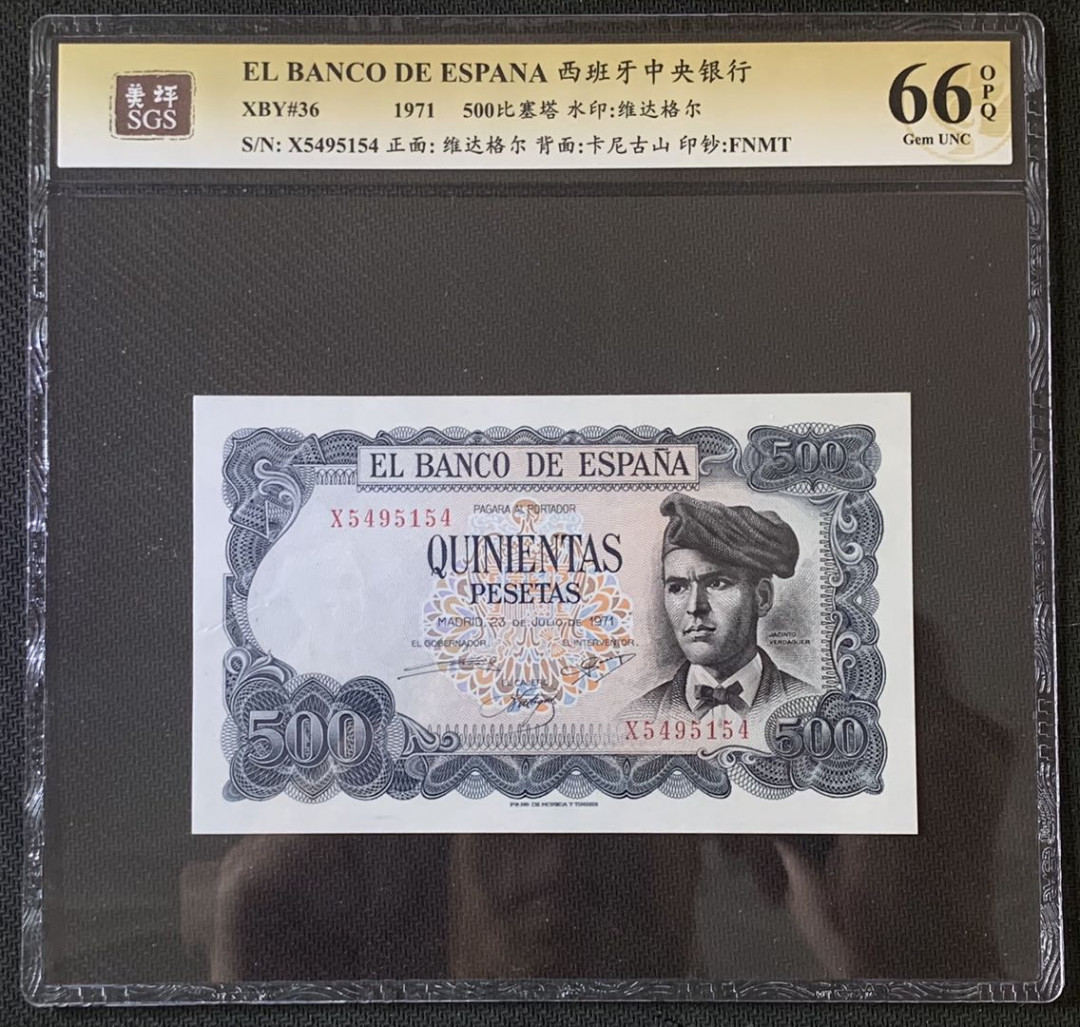 美评
SGS
EL BANCO DE ESPANA 西班牙中央银行
XBY#36 1971 500比塞塔 水印:维达格尔
S/N: X5495154 正面: 维达格尔 背面:卡尼古山 印钞:FNMT
66 OPQ
Gem UNC
EL BANCO DE ESPAÑA
500
X5495154
PAGARA AL PORTADOR
QUINIENTAS
PESETAS
MADRID, 23 DE JULIO DE 1971
EL GOBERNADOR, EL INTERVENTOR,
EL CAJERO
JACINTO
VERDAGUER
X5495154
500
500